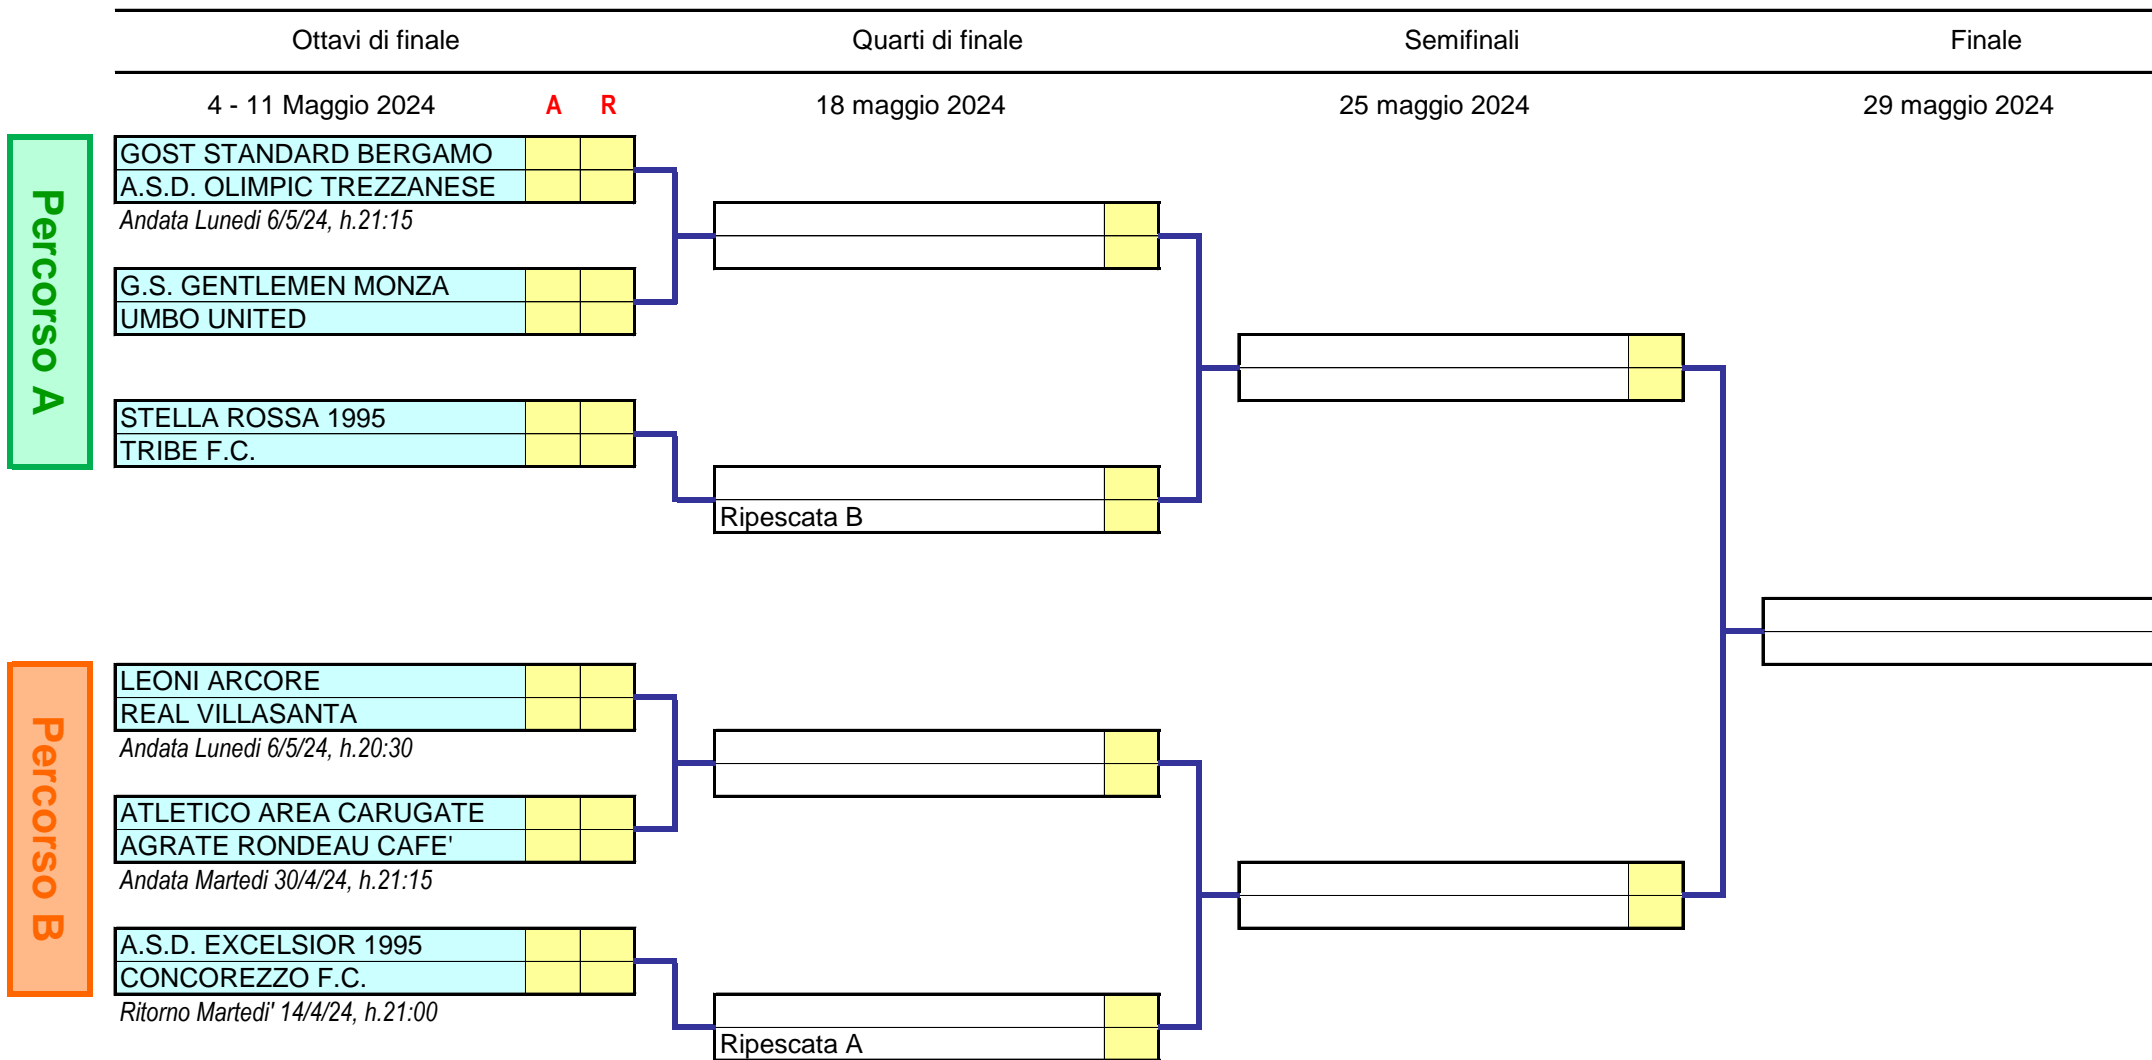 Ottavi di finale
Quarti di finale
Semifinali
Finale
4 - 11 Maggio 2024
A
R
18 maggio 2024
25 maggio 2024
29 maggio 2024
Percorso A
GOST STANDARD BERGAMO
A.S.D. OLIMPIC TREZZANESE
Andata Lunedi 6/5/24, h.21:15
G.S. GENTLEMEN MONZA
UMBO UNITED
STELLA ROSSA 1995
TRIBE F.C.
Ripescata B
Percorso B
LEONI ARCORE
REAL VILLASANTA
Andata Lunedi 6/5/24, h.20:30
ATLETICO AREA CARUGATE
AGRATE RONDEAU CAFE'
Andata Martedi 30/4/24, h.21:15
A.S.D. EXCELSIOR 1995
CONCOREZZO F.C.
Ritorno Martedi' 14/4/24, h.21:00
Ripescata A